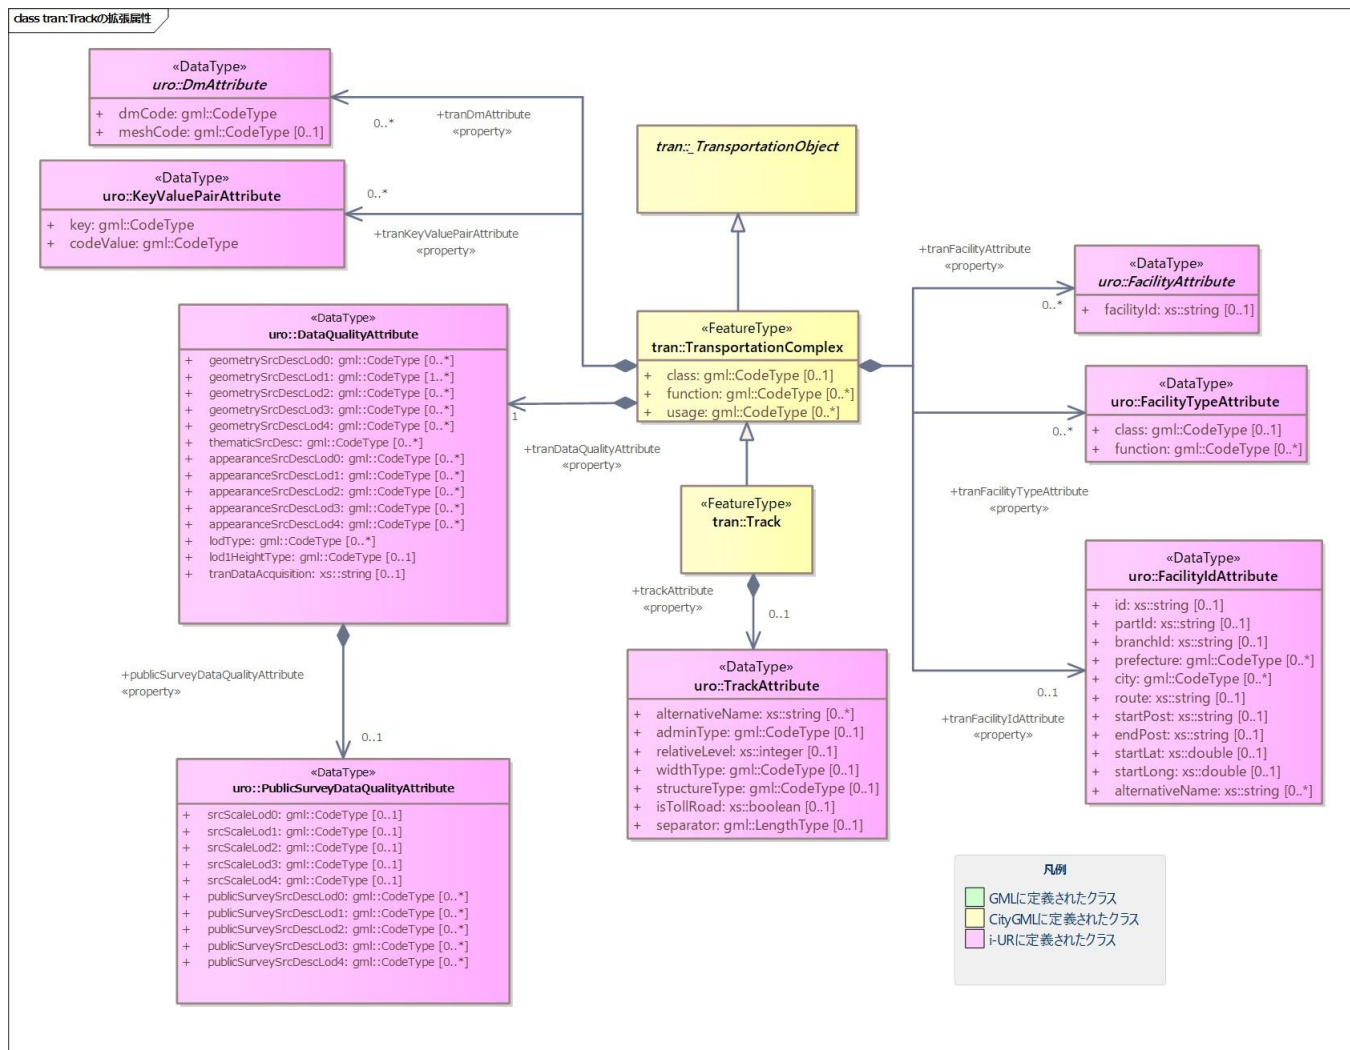 class tran:Trackの拡張属性
«DataType»
uro::DmAttribute
+ dmCode: gml::CodeType
+ meshCode: gml::CodeType [0..1]
0..*
+tranDmAttribute
«property»
«DataType»
uro::KeyValuePairAttribute
+ key: gml::CodeType
+ codeValue: gml::CodeType
0..*
+tranKeyValuePairAttribute
«property»
tran::_TransportationObject
«FeatureType»
tran::TransportationComplex
+ class: gml::CodeType [0..1]
+ function: gml::CodeType [0..*]
+ usage: gml::CodeType [0..*]
+tranFacilityAttribute
«property»
0..*
«DataType»
uro::FacilityAttribute
+ facilityId: xs::string [0..1]
«DataType»
uro::FacilityTypeAttribute
+ class: gml::CodeType [0..1]
+ function: gml::CodeType [0..*]
0..*
+tranFacilityTypeAttribute
«property»
«DataType»
uro::DataQualityAttribute
+ geometrySrcDescLod0: gml::CodeType [0..*]
+ geometrySrcDescLod1: gml::CodeType [1..*]
+ geometrySrcDescLod2: gml::CodeType [0..*]
+ geometrySrcDescLod3: gml::CodeType [0..*]
+ geometrySrcDescLod4: gml::CodeType [0..*]
+ thematicSrcDesc: gml::CodeType [0..*]
+ appearanceSrcDescLod0: gml::CodeType [0..*]
+ appearanceSrcDescLod1: gml::CodeType [0..*]
+ appearanceSrcDescLod2: gml::CodeType [0..*]
+ appearanceSrcDescLod3: gml::CodeType [0..*]
+ appearanceSrcDescLod4: gml::CodeType [0..*]
+ lodType: gml::CodeType [0..*]
+ lod1HeightType: gml::CodeType [0..1]
+ tranDataAcquisition: xs::string [0..1]
1
+tranDataQualityAttribute
«property»
«FeatureType»
tran::Track
+trackAttribute
«property»
0..1
«DataType»
uro::TrackAttribute
+ alternativeName: xs::string [0..*]
+ adminType: gml::CodeType [0..1]
+ relativeLevel: xs::integer [0..1]
+ widthType: gml::CodeType [0..1]
+ structureType: gml::CodeType [0..1]
+ isTollRoad: xs::boolean [0..1]
+ separator: gml::LengthType [0..1]
«DataType»
uro::FacilityIdAttribute
+ id: xs::string [0..1]
+ partId: xs::string [0..1]
+ branchId: xs::string [0..1]
+ prefecture: gml::CodeType [0..*]
+ city: gml::CodeType [0..*]
+ route: xs::string [0..1]
+ startPost: xs::string [0..1]
+ endPost: xs::string [0..1]
+ startLat: xs::double [0..1]
+ startLong: xs::double [0..1]
+ alternativeName: xs::string [0..*]
0..1
+tranFacilityIdAttribute
«property»
+publicSurveyDataQualityAttribute
«property»
0..1
«DataType»
uro::PublicSurveyDataQualityAttribute
+ srcScaleLod0: gml::CodeType [0..1]
+ srcScaleLod1: gml::CodeType [0..1]
+ srcScaleLod2: gml::CodeType [0..1]
+ srcScaleLod3: gml::CodeType [0..1]
+ srcScaleLod4: gml::CodeType [0..1]
+ publicSurveySrcDescLod0: gml::CodeType [0..*]
+ publicSurveySrcDescLod1: gml::CodeType [0..*]
+ publicSurveySrcDescLod2: gml::CodeType [0..*]
+ publicSurveySrcDescLod3: gml::CodeType [0..*]
+ publicSurveySrcDescLod4: gml::CodeType [0..*]
凡例
GMLに定義されたクラス
CityGMLに定義されたクラス
i-URに定義されたクラス